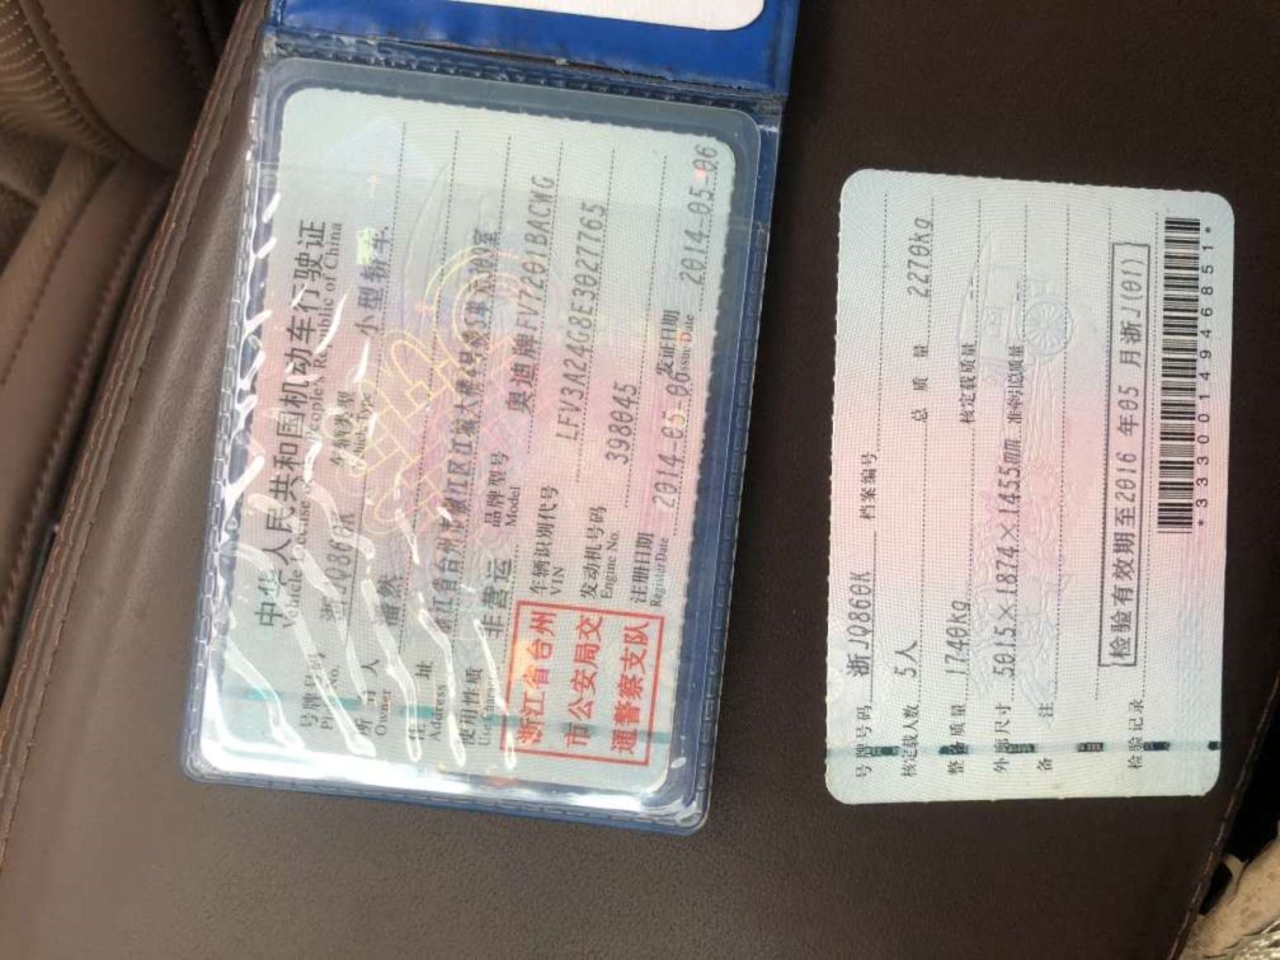 中华人民共和国机动车行驶证
Vehicle License of the People's Republic of China
号牌号码 浙JQ860K 车辆类型 小型轿车
Plate No. Vehicle Type
所有人
Owner
住址
Address
使用性质 非营运 品牌型号 奥迪牌FV7201BACWG
Use Character Model
车辆识别代号 LFV3A24G8E3027765
VIN
发动机号码 398045
Engine No.
注册日期 2014-05-06 发证日期 2014-05-06
Register Date Issue Date
浙江省台州
市公安局交
通警察支队
号牌号码 浙JQ860K 档案编号
核定载人数 5人 总质量 2270kg
整备质量 1740kg 核定载质量
外廓尺寸 5015×1874×1455mm 准牵引总质量
备注
检验有效期至2016 年05 月浙J(01)
检验记录
*3330014946851*